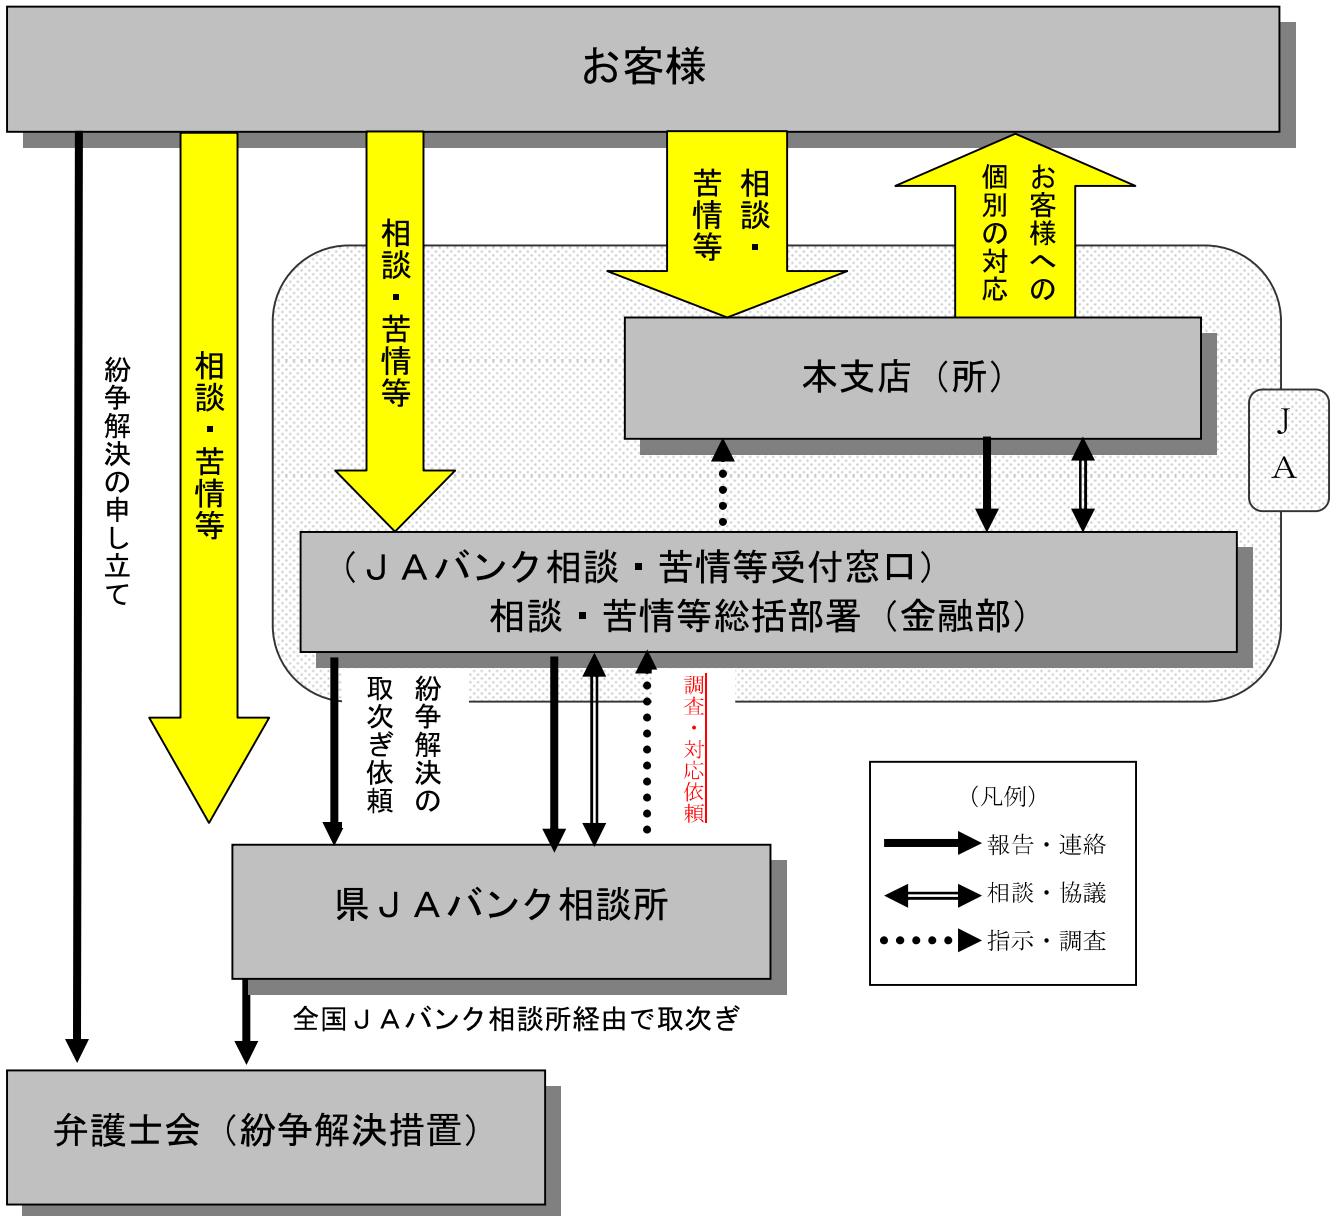 お客様
紛争解決の申し立て
相談・苦情等
相談・苦情等
相談・
苦情等
お客様への
個別の対応
本支店（所）
ＪＡ
（ＪＡバンク相談・苦情等受付窓口）
相談・苦情等総括部署（金融部）
紛争解決の
取次ぎ依頼
調査・対応依頼
県ＪＡバンク相談所
（凡例）
報告・連絡
相談・協議
指示・調査
全国ＪＡバンク相談所経由で取次ぎ
弁護士会（紛争解決措置）